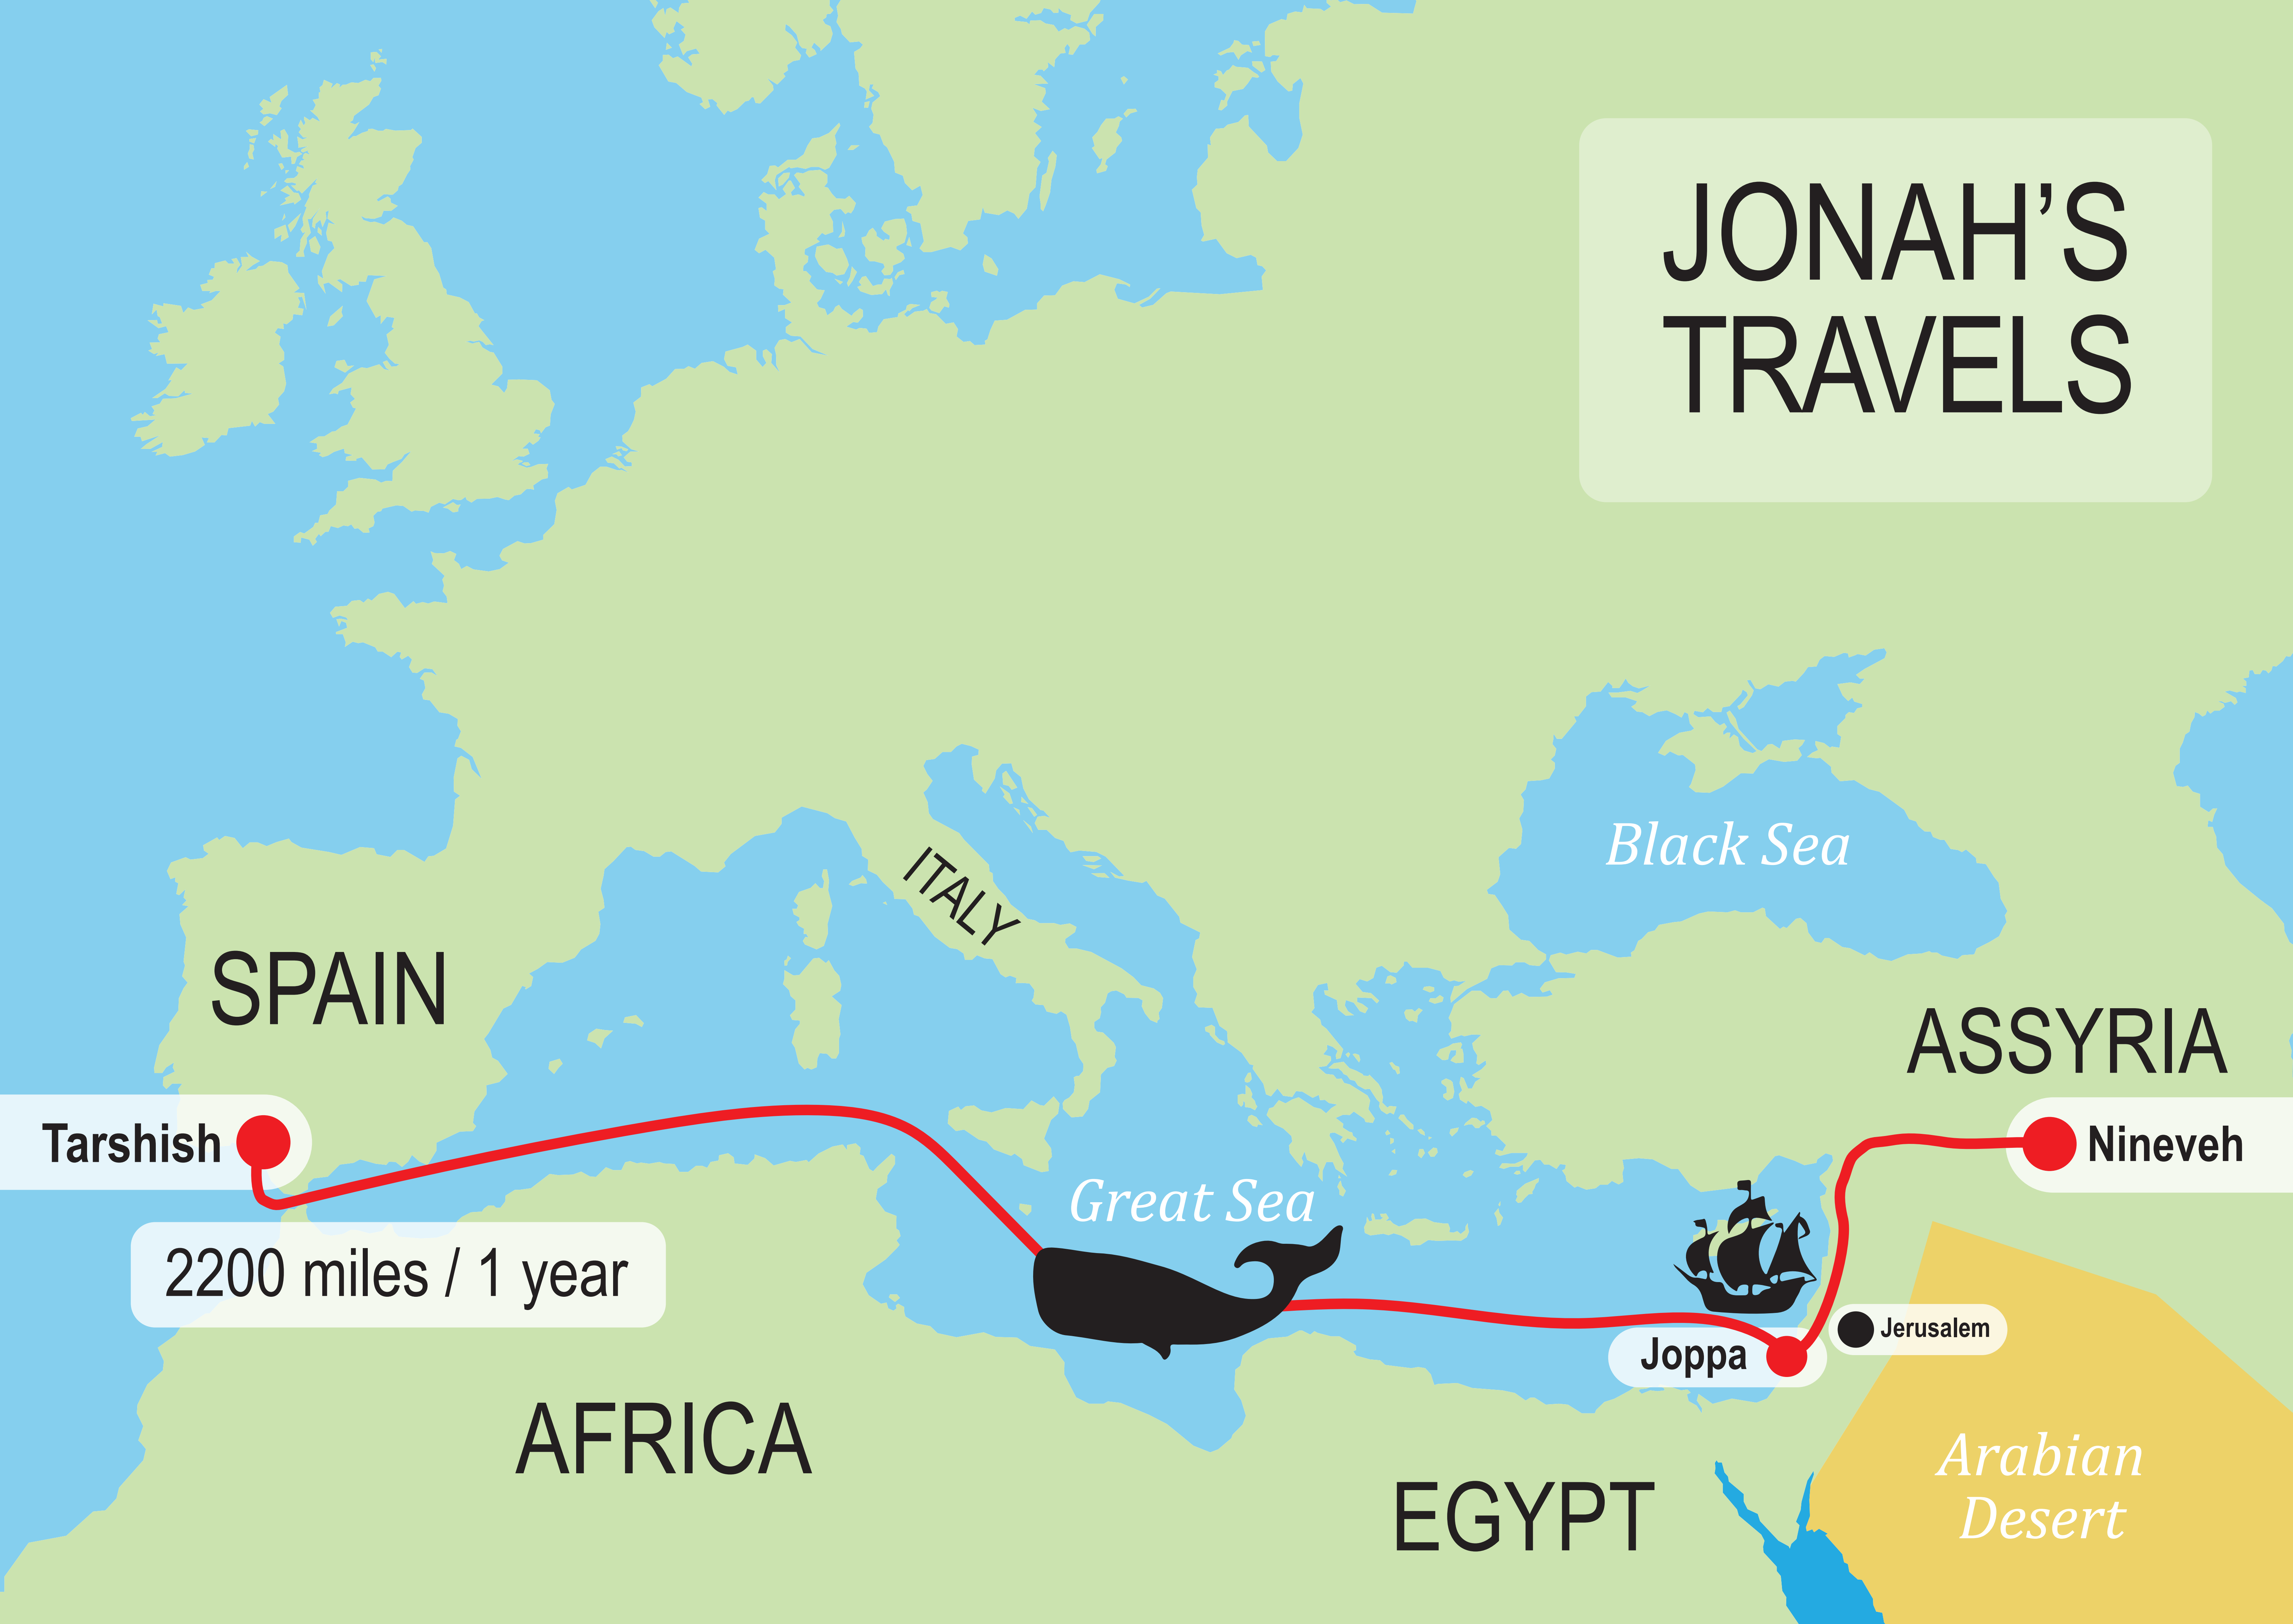 JONAH’S
TRAVELS
Black Sea
ITALY
SPAIN
ASSYRIA
Tarshish
Nineveh
Great Sea
2200 miles / 1 year
Jerusalem
Joppa
AFRICA
Arabian
Desert
EGYPT